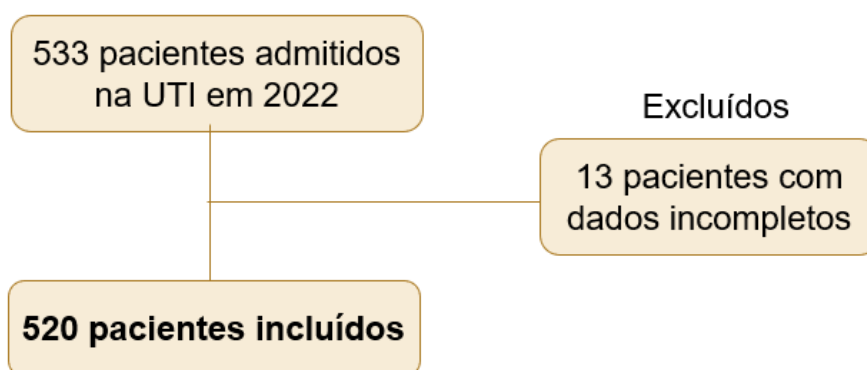 533 pacientes admitidos
na UTI em 2022
Excluídos
13 pacientes com
dados incompletos
520 pacientes incluídos